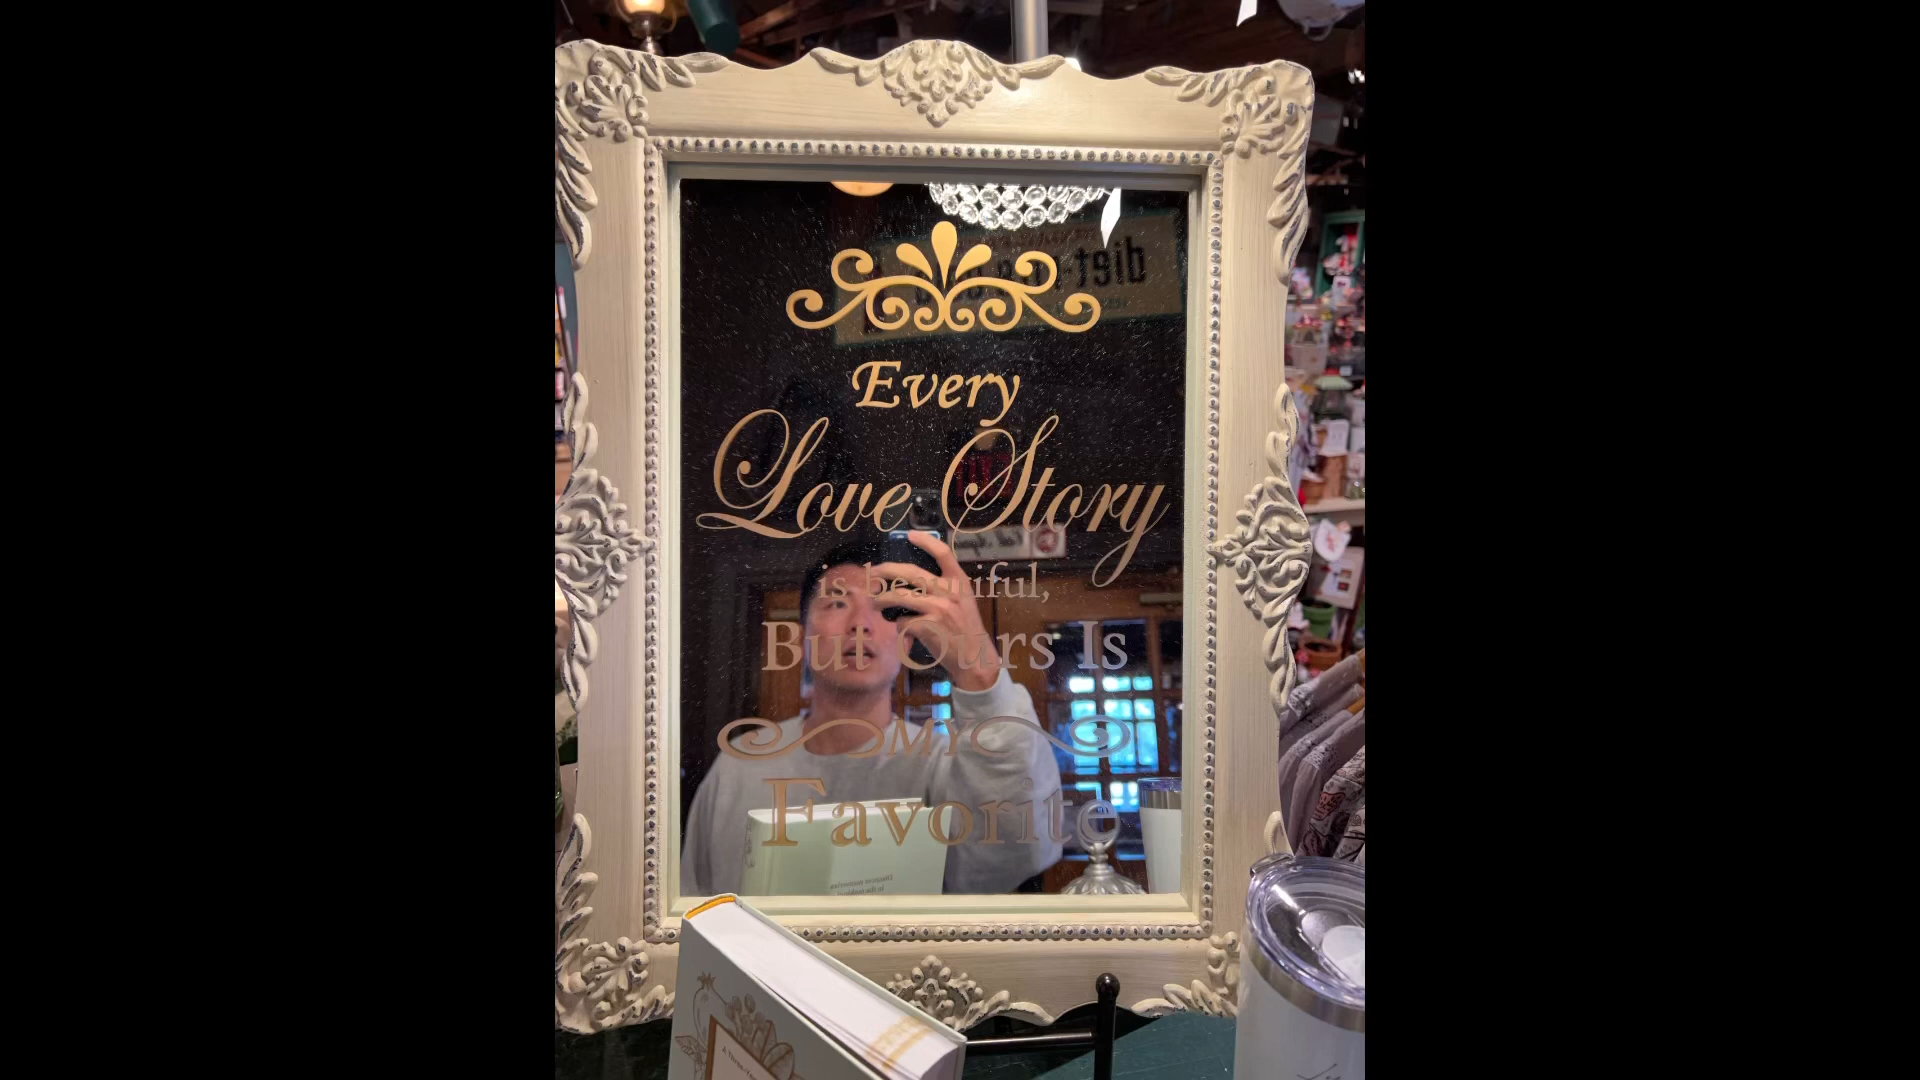 Every
Love Story
is beautiful,
But Ours Is
MY
Favorite